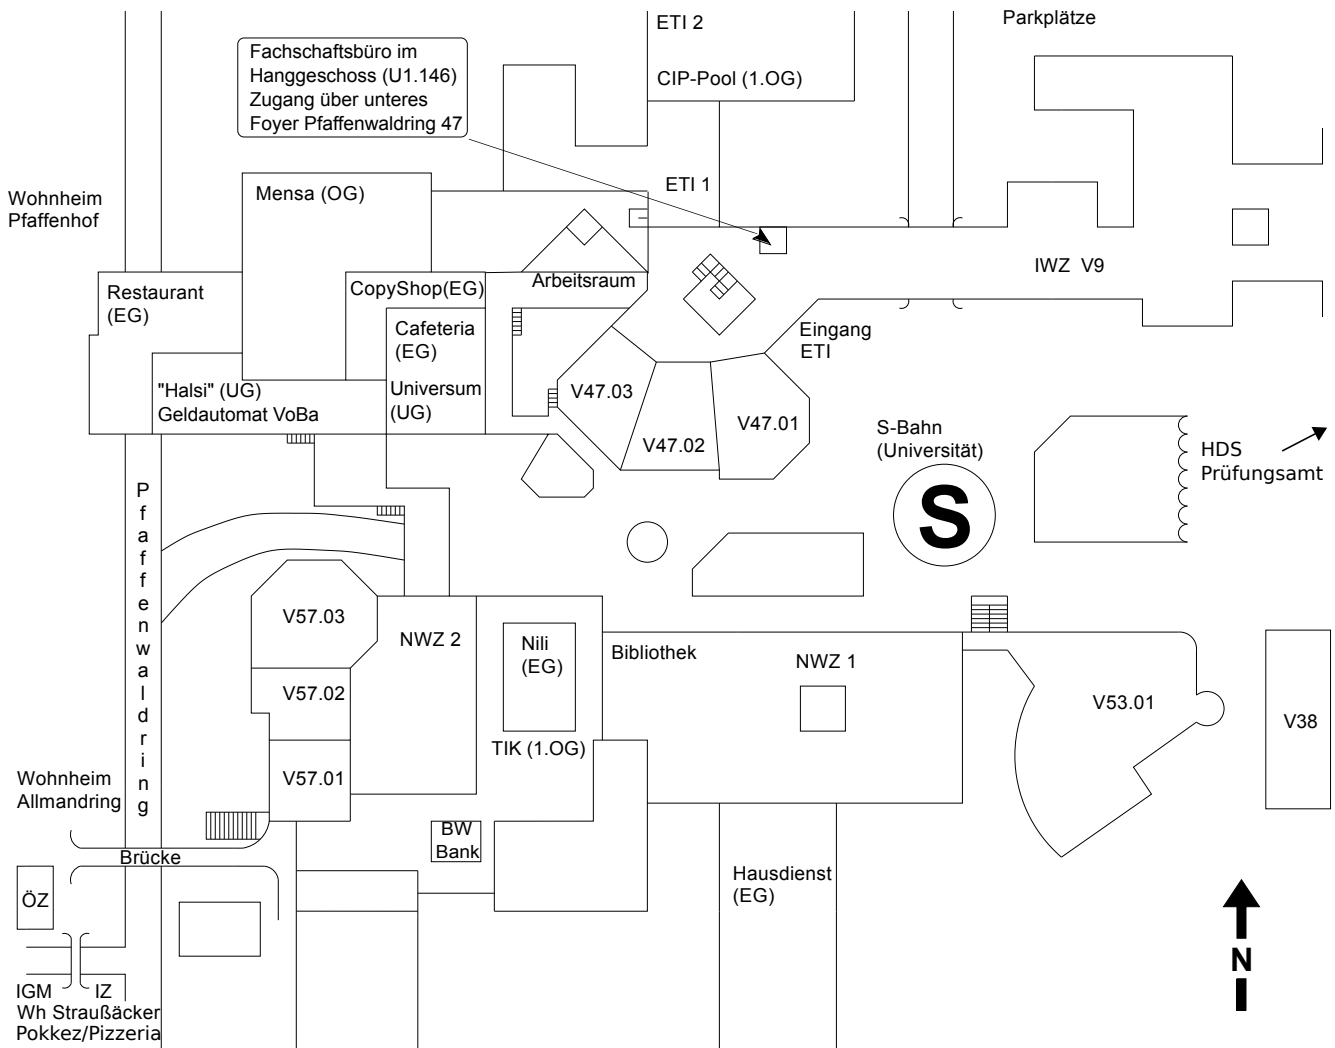 ETI 2
Parkplätze
Fachschaftsbüro im
Hanggeschoss (U1.146)
Zugang über unteres
Foyer Pfaffenwaldring 47
CIP-Pool (1.OG)
Wohnheim
Pfaffenhof
Mensa (OG)
ETI 1
IWZ V9
Restaurant
(EG)
CopyShop(EG)
Arbeitsraum
Cafeteria
(EG)
Eingang
ETI
"Halsi" (UG)
Geldautomat VoBa
Universum
(UG)
V47.03
V47.02
V47.01
S-Bahn
(Universität)
S
HDS
Prüfungsamt
Pfaffenwaldring
V57.03
NWZ 2
Nili
(EG)
Bibliothek
NWZ 1
V57.02
V53.01
V38
TIK (1.OG)
V57.01
Wohnheim
Allmandring
BW
Bank
Brücke
Hausdienst
(EG)
ÖZ
N
IGM
IZ
Wh Straußäcker
Pokkez/Pizzeria